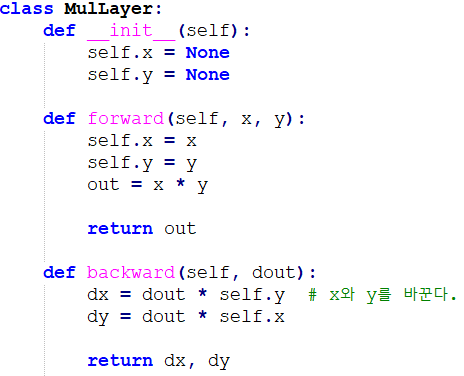 class MulLayer:
    def __init__(self):
        self.x = None
        self.y = None

    def forward(self, x, y):
        self.x = x
        self.y = y
        out = x * y

        return out

    def backward(self, dout):
        dx = dout * self.y  # x와 y를 바꾼다.
        dy = dout * self.x

        return dx, dy